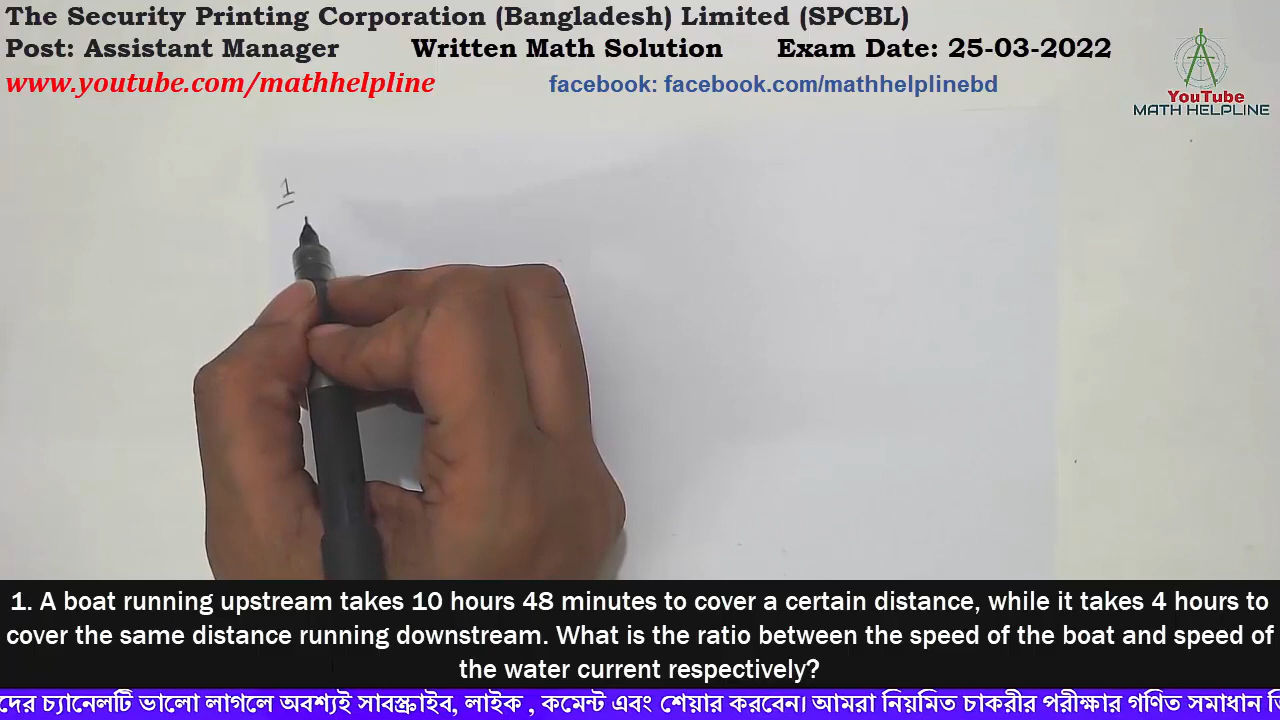 The Security Printing Corporation (Bangladesh) Limited (SPCBL)
Post: Assistant Manager Written Math Solution Exam Date: 25-03-2022
www.youtube.com/mathhelpline facebook: facebook.com/mathhelplinebd
YouTube
MATH HELPLINE
1
1. A boat running upstream takes 10 hours 48 minutes to cover a certain distance, while it takes 4 hours to
cover the same distance running downstream. What is the ratio between the speed of the boat and speed of
the water current respectively?
দের চ্যানেলটি ভালো লাগলে অবশ্যই সাবস্ক্রাইব, লাইক , কমেন্ট এবং শেয়ার করবেন। আমরা নিয়মিত চাকরীর পরীক্ষার গণিত সমাধান